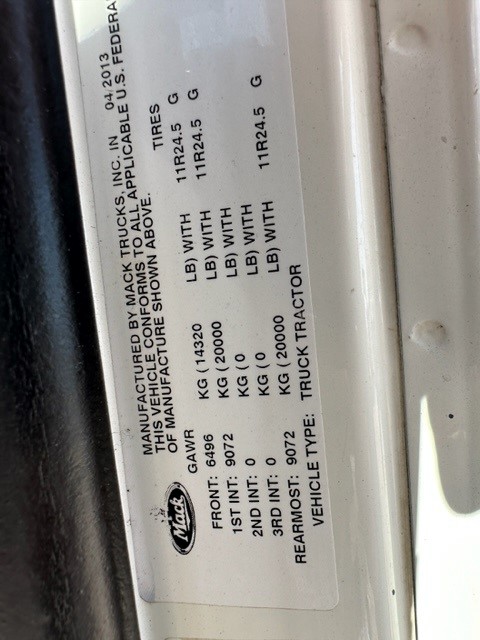 MANUFACTURED BY MACK TRUCKS, INC. IN 04/2013
THIS VEHICLE CONFORMS TO ALL APPLICABLE U.S. FEDERA
OF MANUFACTURE SHOWN ABOVE.
Mack
GAWR TIRES
FRONT: 6496 KG ( 14320 LB) WITH 11R24.5 G
1ST INT: 9072 KG ( 20000 LB) WITH 11R24.5 G
2ND INT: 0 KG ( 0 LB) WITH
3RD INT: 0 KG ( 0 LB) WITH
REARMOST: 9072 KG ( 20000 LB) WITH 11R24.5 G
VEHICLE TYPE: TRUCK TRACTOR